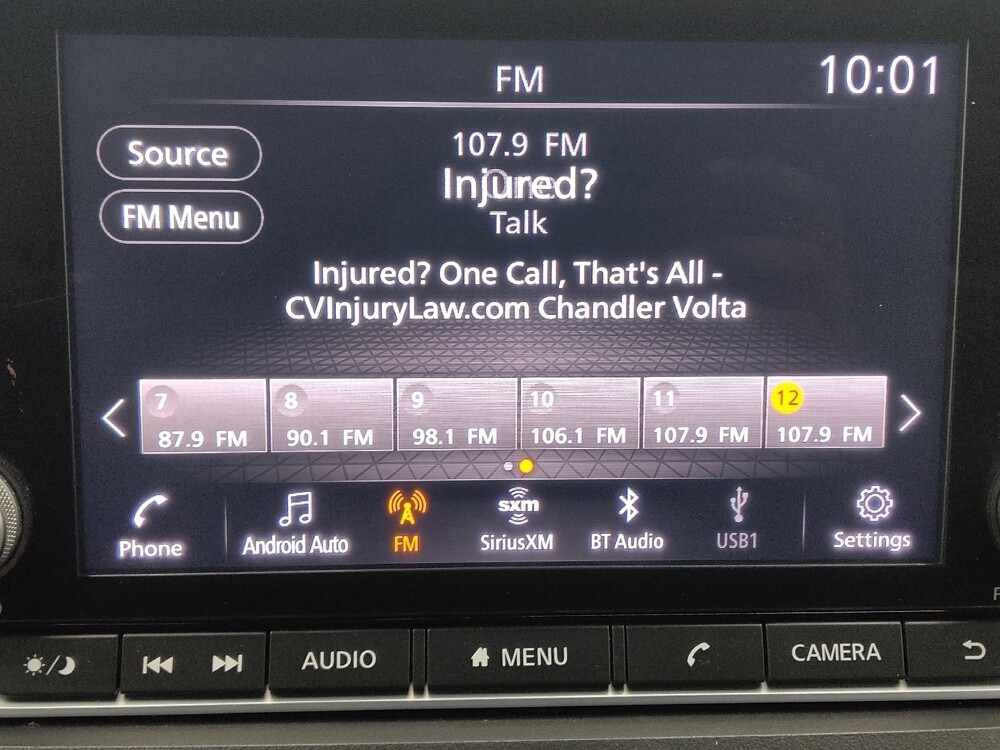 FM
10:01
Source
107.9 FM
Injured?
FM Menu
Talk
Injured? One Call, That's All -
CVInjuryLaw.com Chandler Volta
7
8
9
10
11
12
87.9 FM
90.1 FM
98.1 FM
106.1 FM
107.9 FM
107.9 FM
sxm
Phone
Android Auto
FM
SiriusXM
BT Audio
USB1
Settings
AUDIO
MENU
CAMERA